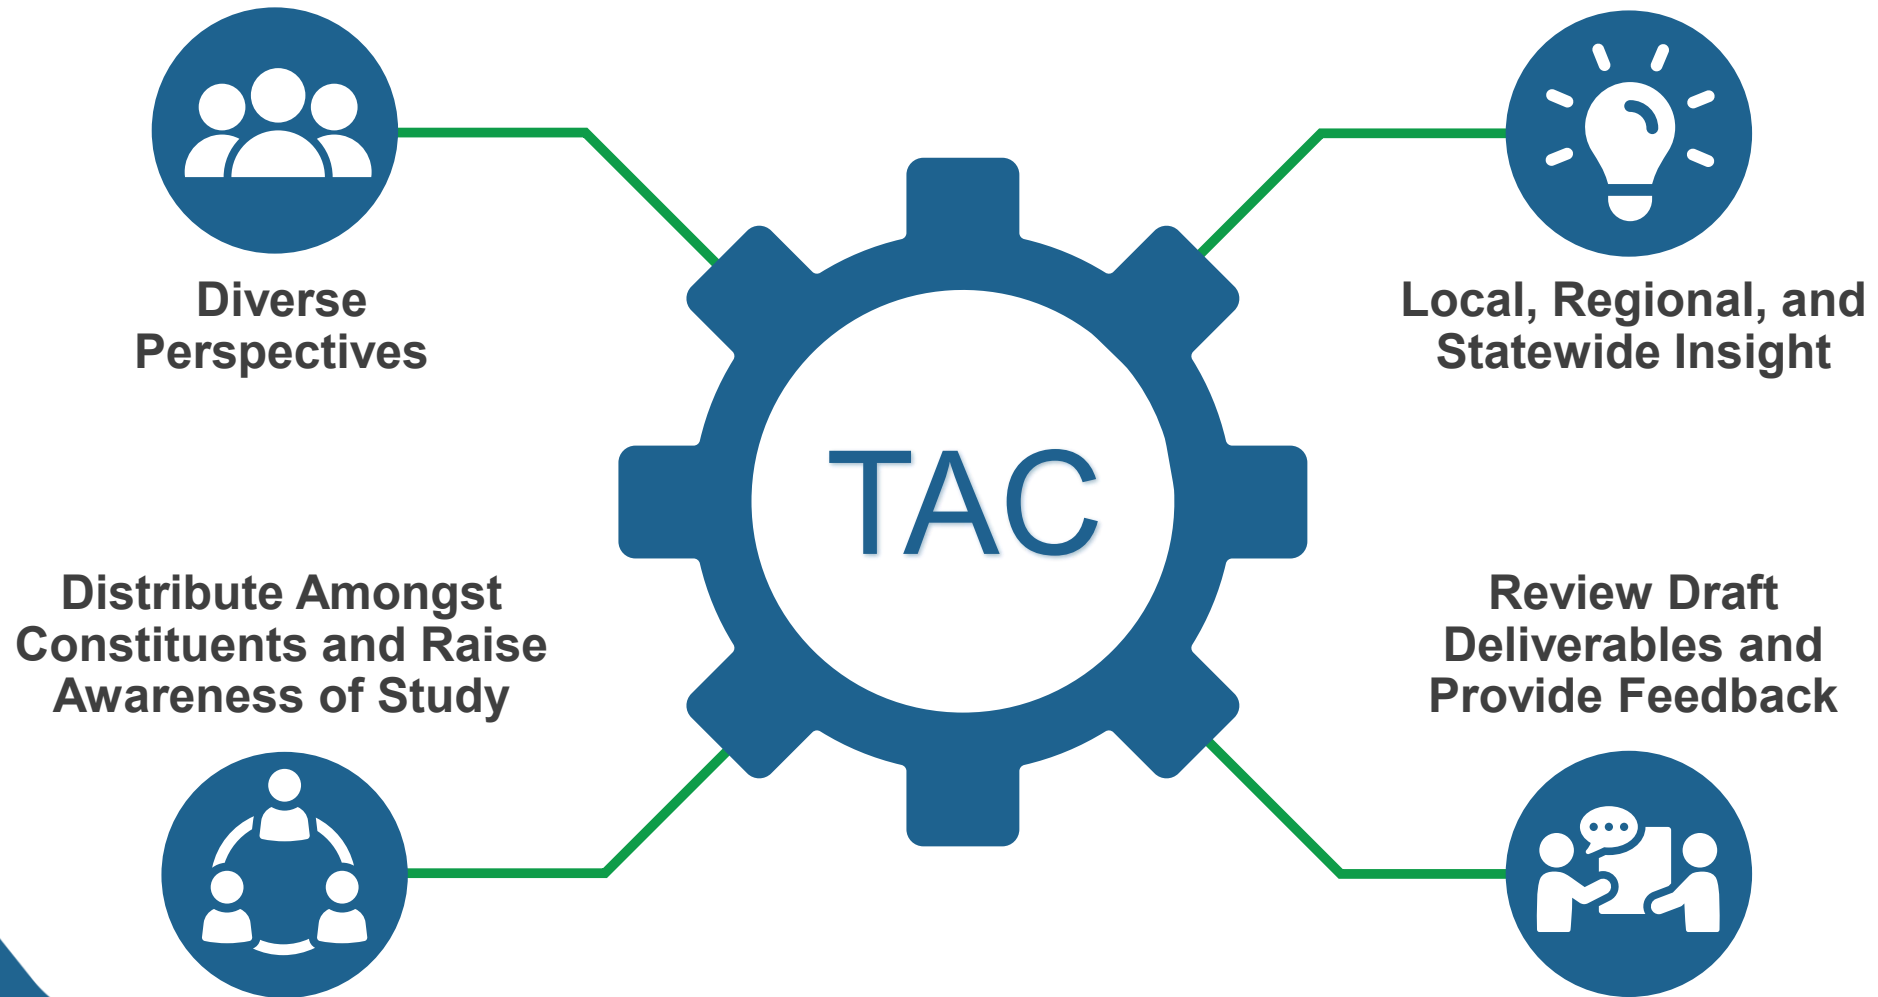 Diverse
Perspectives
Local, Regional, and
Statewide Insight
TAC
Distribute Amongst
Constituents and Raise
Awareness of Study
Review Draft
Deliverables and
Provide Feedback